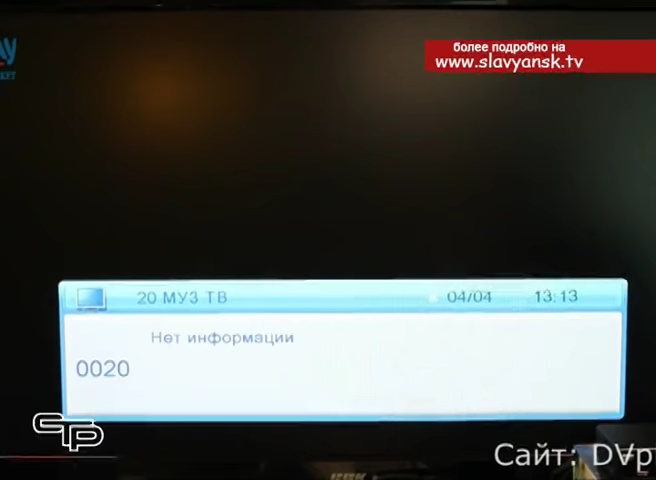 более подробно на
www.slavyansk.tv
20 МУЗ ТВ 04/04 13:13
Нет информации
0020
Сайт: DVp